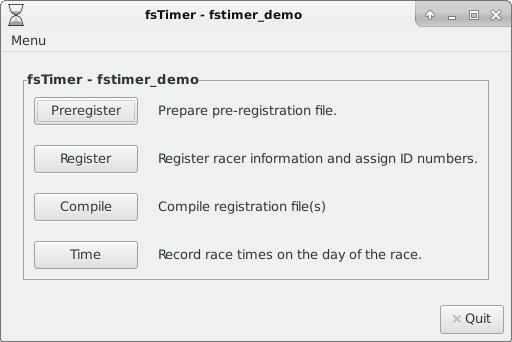 fsTimer - fstimer_demo
Menu
fsTimer - fstimer_demo
Preregister Prepare pre-registration file.
Register Register racer information and assign ID numbers.
Compile Compile registration file(s)
Time Record race times on the day of the race.
Quit